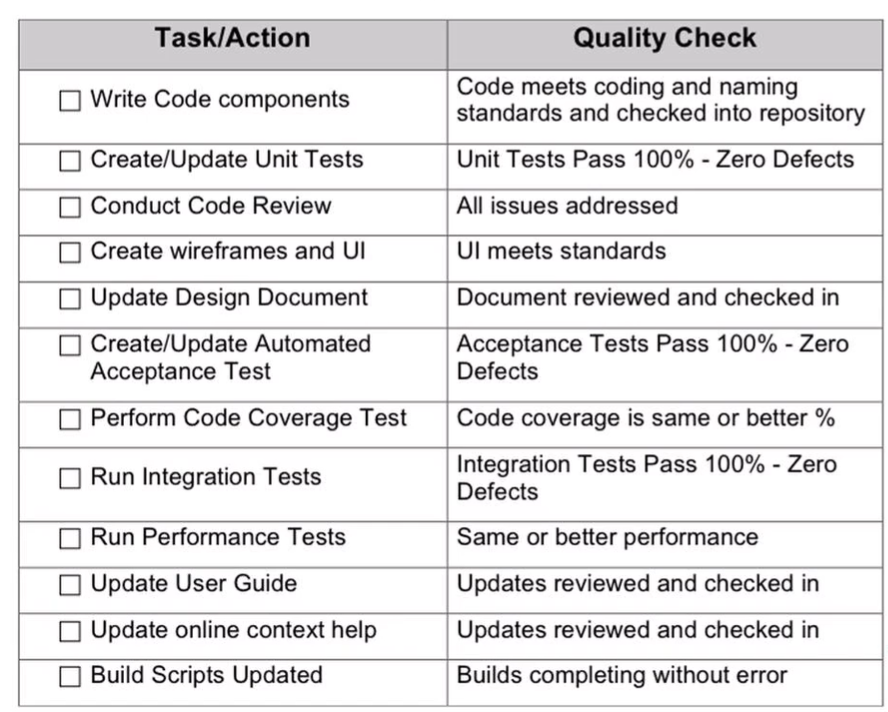 Task/Action
Quality Check
Write Code components
Code meets coding and naming
standards and checked into repository
Create/Update Unit Tests
Unit Tests Pass 100% - Zero Defects
Conduct Code Review
All issues addressed
Create wireframes and UI
UI meets standards
Update Design Document
Document reviewed and checked in
Create/Update Automated
Acceptance Test
Acceptance Tests Pass 100% - Zero
Defects
Perform Code Coverage Test
Code coverage is same or better %
Run Integration Tests
Integration Tests Pass 100% - Zero
Defects
Run Performance Tests
Same or better performance
Update User Guide
Updates reviewed and checked in
Update online context help
Updates reviewed and checked in
Build Scripts Updated
Builds completing without error